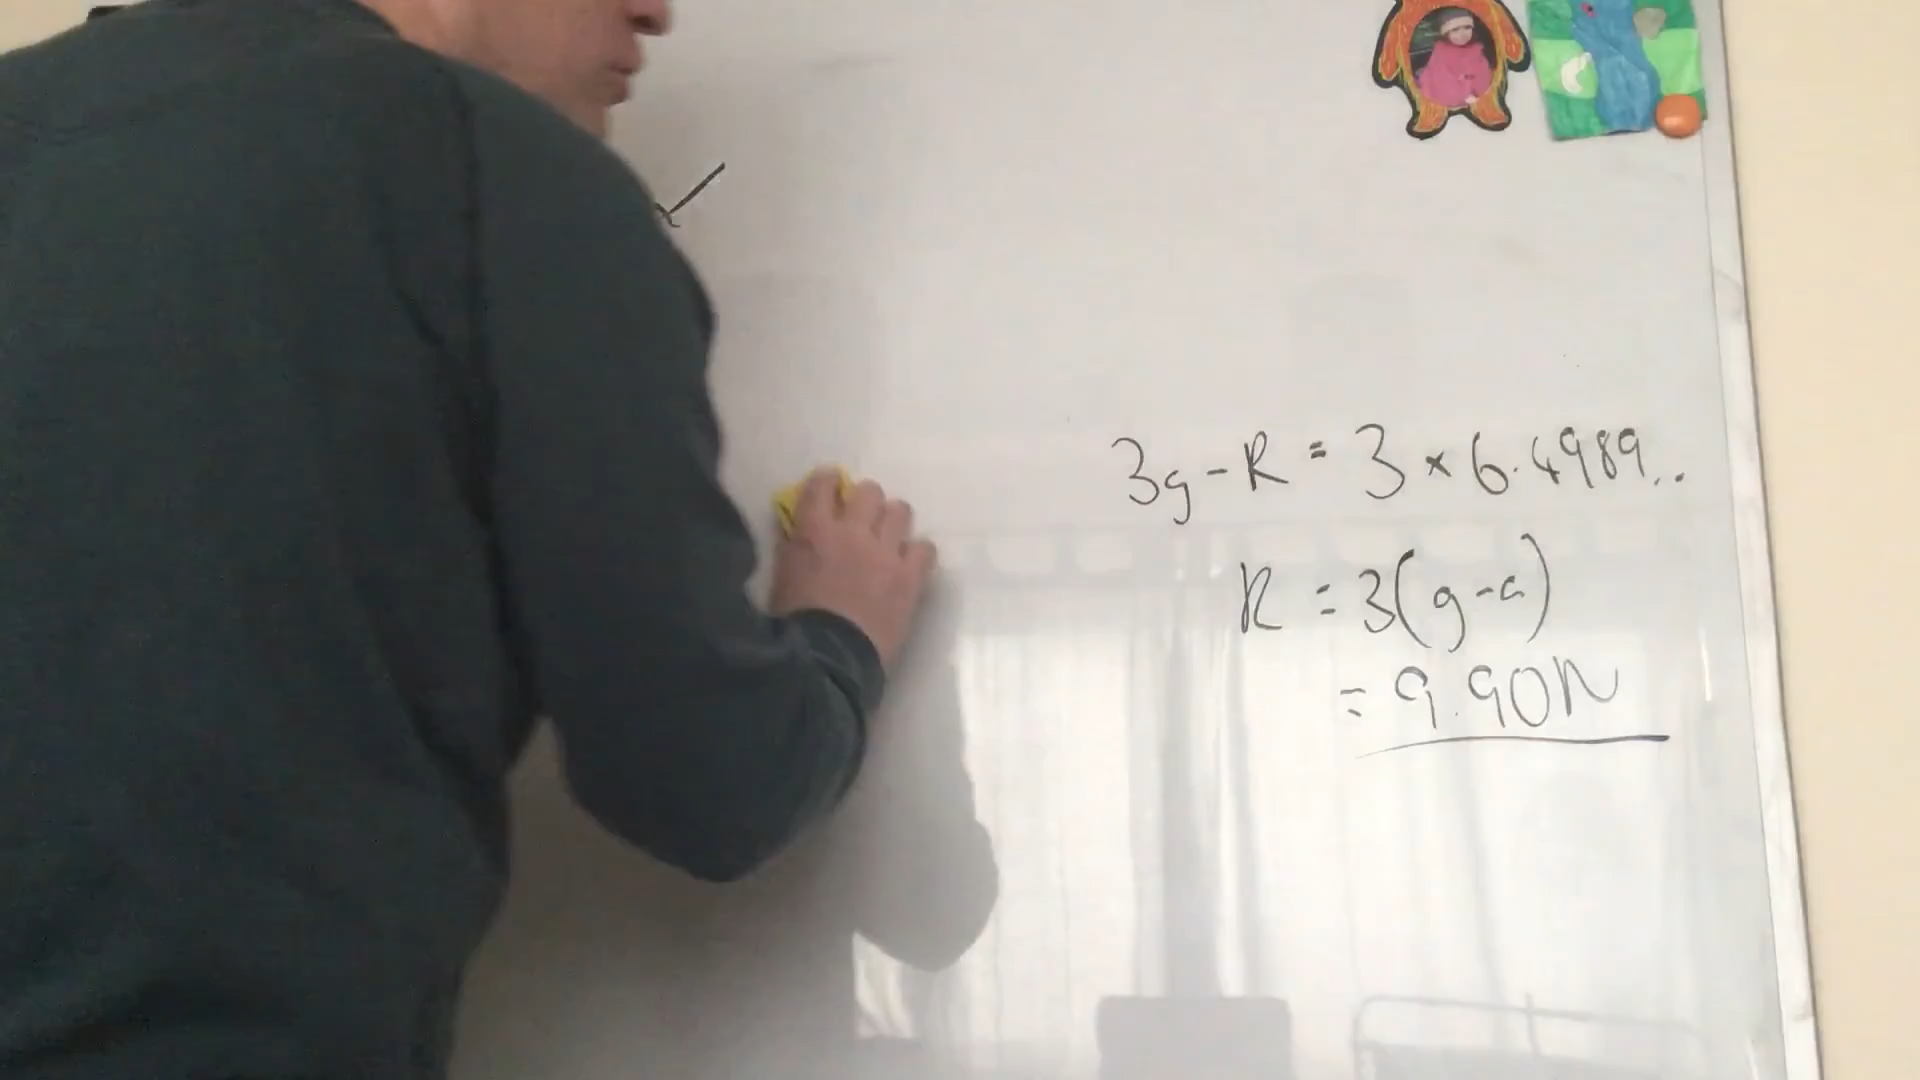 3g - R = 3 × 6.4989..
R = 3(g-a)
= 9.90N